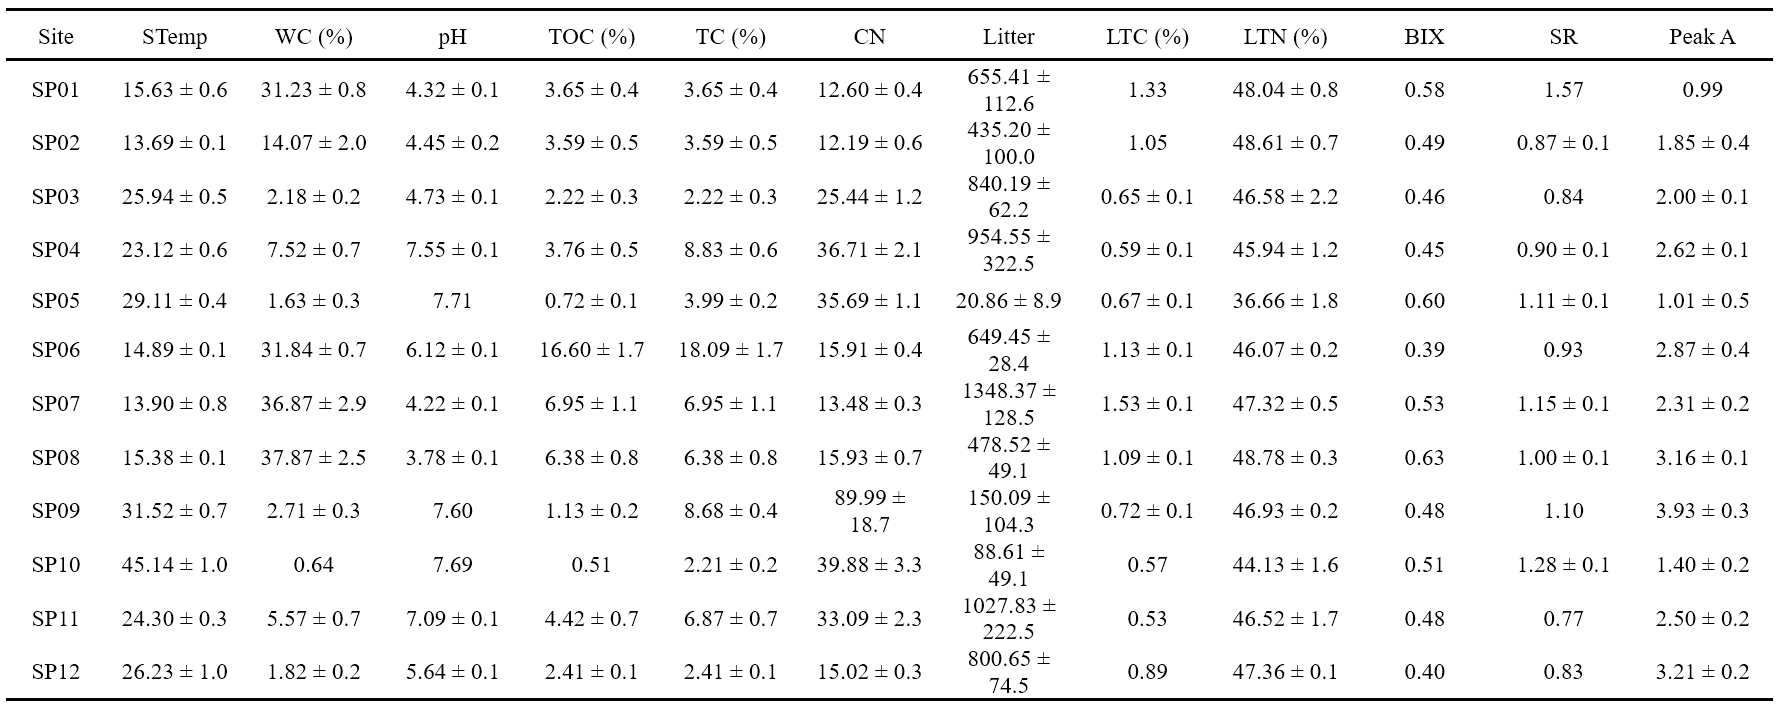 Site STemp WC (%) pH TOC (%) TC (%) CN Litter LTC (%) LTN (%) BIX SR Peak A
SP01 15.63 ± 0.6 31.23 ± 0.8 4.32 ± 0.1 3.65 ± 0.4 3.65 ± 0.4 12.60 ± 0.4 655.41 ± 112.6 1.33 48.04 ± 0.8 0.58 1.57 0.99
SP02 13.69 ± 0.1 14.07 ± 2.0 4.45 ± 0.2 3.59 ± 0.5 3.59 ± 0.5 12.19 ± 0.6 435.20 ± 100.0 1.05 48.61 ± 0.7 0.49 0.87 ± 0.1 1.85 ± 0.4
SP03 25.94 ± 0.5 2.18 ± 0.2 4.73 ± 0.1 2.22 ± 0.3 2.22 ± 0.3 25.44 ± 1.2 840.19 ± 62.2 0.65 ± 0.1 46.58 ± 2.2 0.46 0.84 2.00 ± 0.1
SP04 23.12 ± 0.6 7.52 ± 0.7 7.55 ± 0.1 3.76 ± 0.5 8.83 ± 0.6 36.71 ± 2.1 954.55 ± 322.5 0.59 ± 0.1 45.94 ± 1.2 0.45 0.90 ± 0.1 2.62 ± 0.1
SP05 29.11 ± 0.4 1.63 ± 0.3 7.71 0.72 ± 0.1 3.99 ± 0.2 35.69 ± 1.1 20.86 ± 8.9 0.67 ± 0.1 36.66 ± 1.8 0.60 1.11 ± 0.1 1.01 ± 0.5
SP06 14.89 ± 0.1 31.84 ± 0.7 6.12 ± 0.1 16.60 ± 1.7 18.09 ± 1.7 15.91 ± 0.4 649.45 ± 28.4 1.13 ± 0.1 46.07 ± 0.2 0.39 0.93 2.87 ± 0.4
SP07 13.90 ± 0.8 36.87 ± 2.9 4.22 ± 0.1 6.95 ± 1.1 6.95 ± 1.1 13.48 ± 0.3 1348.37 ± 128.5 1.53 ± 0.1 47.32 ± 0.5 0.53 1.15 ± 0.1 2.31 ± 0.2
SP08 15.38 ± 0.1 37.87 ± 2.5 3.78 ± 0.1 6.38 ± 0.8 6.38 ± 0.8 15.93 ± 0.7 478.52 ± 49.1 1.09 ± 0.1 48.78 ± 0.3 0.63 1.00 ± 0.1 3.16 ± 0.1
SP09 31.52 ± 0.7 2.71 ± 0.3 7.60 1.13 ± 0.2 8.68 ± 0.4 89.99 ± 18.7 150.09 ± 104.3 0.72 ± 0.1 46.93 ± 0.2 0.48 1.10 3.93 ± 0.3
SP10 45.14 ± 1.0 0.64 7.69 0.51 2.21 ± 0.2 39.88 ± 3.3 88.61 ± 49.1 0.57 44.13 ± 1.6 0.51 1.28 ± 0.1 1.40 ± 0.2
SP11 24.30 ± 0.3 5.57 ± 0.7 7.09 ± 0.1 4.42 ± 0.7 6.87 ± 0.7 33.09 ± 2.3 1027.83 ± 222.5 0.53 46.52 ± 1.7 0.48 0.77 2.50 ± 0.2
SP12 26.23 ± 1.0 1.82 ± 0.2 5.64 ± 0.1 2.41 ± 0.1 2.41 ± 0.1 15.02 ± 0.3 800.65 ± 74.5 0.89 47.36 ± 0.1 0.40 0.83 3.21 ± 0.2